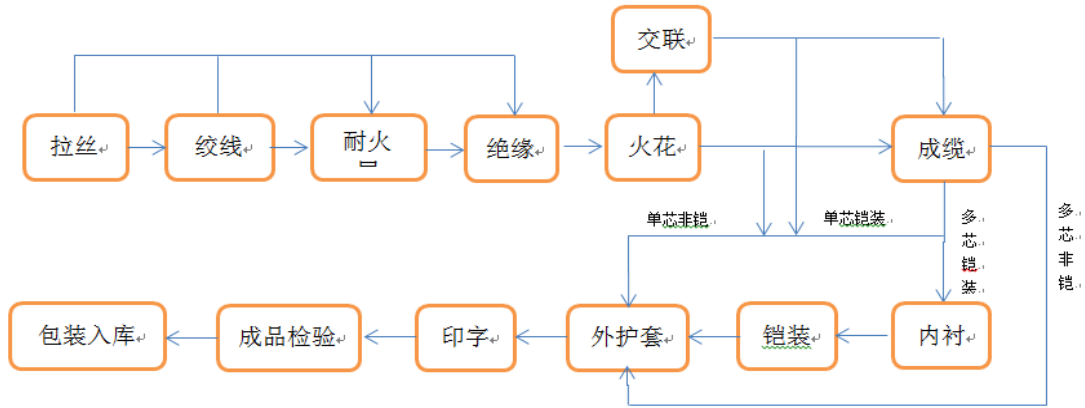 交联
拉丝
绞线
耐火
绝缘
火花
成缆
单芯非铠
单芯铠装
多
芯
铠
装
多
芯
非
铠
包装入库
成品检验
印字
外护套
铠装
内衬